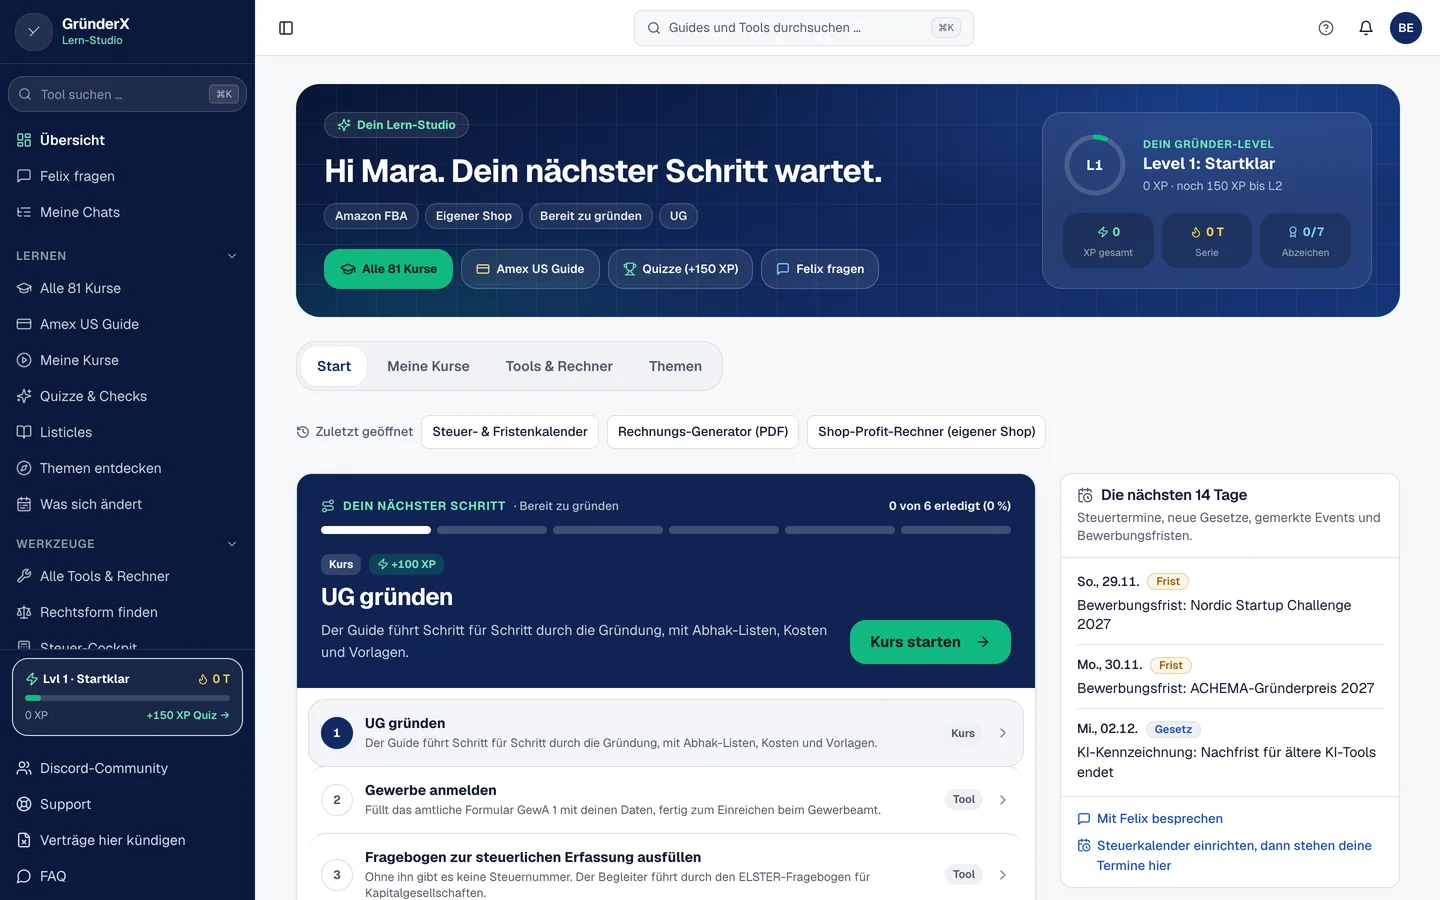 GründerX
Lern-Studio
Tool suchen ...
⌘K
Übersicht
Felix fragen
Meine Chats
LERNEN
Alle 81 Kurse
Amex US Guide
Meine Kurse
Quizze & Checks
Listicles
Themen entdecken
Was sich ändert
WERKZEUGE
Alle Tools & Rechner
Rechtsform finden
Steuer-Cockpit
Lvl 1 · Startklar
0 T
0 XP
+150 XP Quiz →
Discord-Community
Support
Verträge hier kündigen
FAQ
Guides und Tools durchsuchen ...
⌘K
BE
Dein Lern-Studio
Hi Mara. Dein nächster Schritt wartet.
Amazon FBA
Eigener Shop
Bereit zu gründen
UG
Alle 81 Kurse
Amex US Guide
Quizze (+150 XP)
Felix fragen
L1
DEIN GRÜNDER-LEVEL
Level 1: Startklar
0 XP · noch 150 XP bis L2
0
XP gesamt
0 T
Serie
0/7
Abzeichen
Start
Meine Kurse
Tools & Rechner
Themen
Zuletzt geöffnet
Steuer- & Fristenkalender
Rechnungs-Generator (PDF)
Shop-Profit-Rechner (eigener Shop)
DEIN NÄCHSTER SCHRITT · Bereit zu gründen
0 von 6 erledigt (0 %)
Kurs
+100 XP
UG gründen
Der Guide führt Schritt für Schritt durch die Gründung, mit Abhak-Listen, Kosten
und Vorlagen.
Kurs starten →
1
UG gründen
Der Guide führt Schritt für Schritt durch die Gründung, mit Abhak-Listen, Kosten und Vorlagen.
Kurs
2
Gewerbe anmelden
Füllt das amtliche Formular GewA 1 mit deinen Daten, fertig zum Einreichen beim Gewerbeamt.
Tool
3
Fragebogen zur steuerlichen Erfassung ausfüllen
Ohne ihn gibt es keine Steuernummer. Der Begleiter führt durch den ELSTER-Fragebogen für
Kapitalgesellschaften.
Tool
Die nächsten 14 Tage
Steuertermine, neue Gesetze, gemerkte Events und
Bewerbungsfristen.
So., 29.11.
Frist
Bewerbungsfrist: Nordic Startup Challenge
2027
Mo., 30.11.
Frist
Bewerbungsfrist: ACHEMA-Gründerpreis 2027
Mi., 02.12.
Gesetz
KI-Kennzeichnung: Nachfrist für ältere KI-Tools
endet
Mit Felix besprechen
Steuerkalender einrichten, dann stehen deine
Termine hier